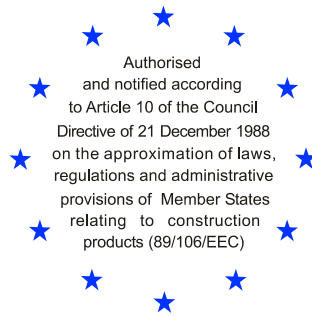 Authorised
and notified according
to Article 10 of the Council
Directive of 21 December 1988
on the approximation of laws,
regulations and administrative
provisions of Member States
relating to construction
products (89/106/EEC)